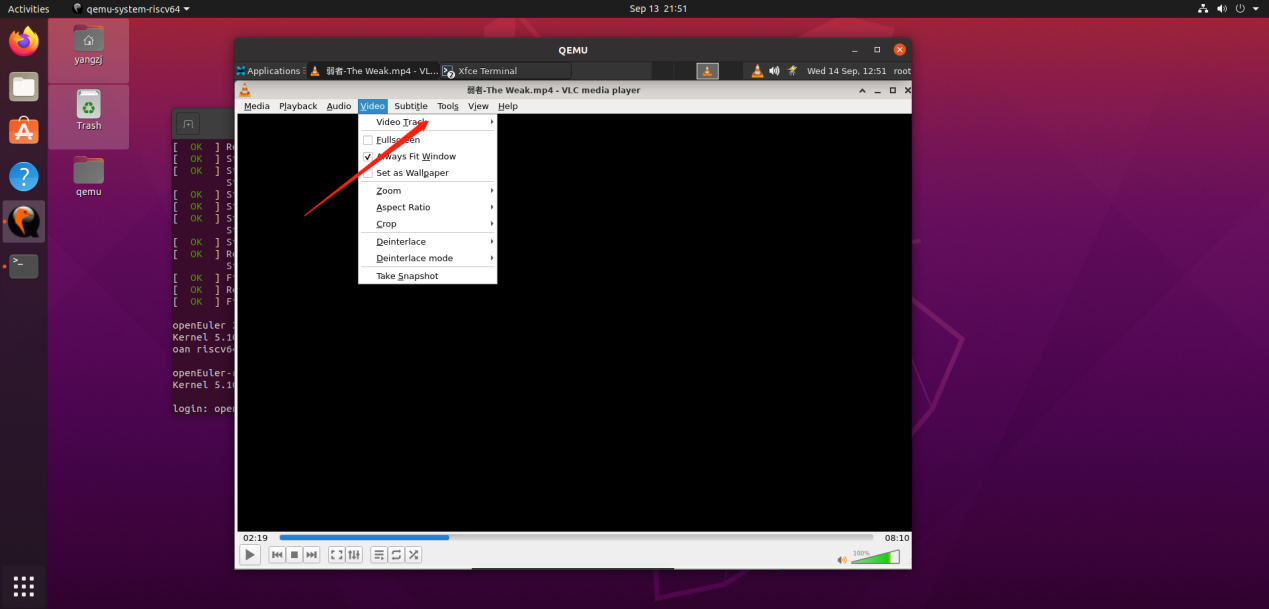 Activities
qemu-system-riscv64
Sep 13 21:51
yangzj
Trash
qemu
QEMU
Applications
弱者-The Weak.mp4 - VL...
Xfce Terminal
Wed 14 Sep, 12:51 root
弱者-The Weak.mp4 - VLC media player
Media Playback Audio Video Subtitle Tools View Help
Video Track
Fullscreen
Always Fit Window
Set as Wallpaper
Zoom
Aspect Ratio
Crop
Deinterlace
Deinterlace mode
Take Snapshot
[ OK ] Re
[ OK ] S
[ OK ] S
S
[ OK ] S
[ OK ] S
[ OK ] S
S
[ OK ] S
[ OK ] Re
S
[ OK ] F
[ OK ] Re
[ OK ] F
openEuler
Kernel 5.10
oan riscv6
openEuler-
Kernel 5.10
login: open
02:19
08:10
100%